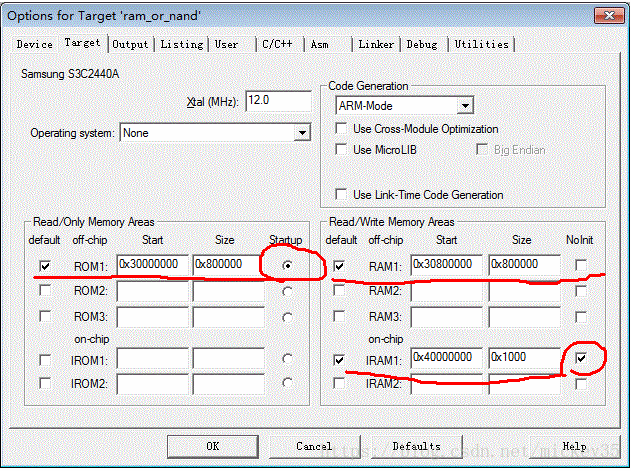 Options for Target 'ram_or_nand'
Device Target Output Listing User C/C++ Asm Linker Debug Utilities
Samsung S3C2440A
Xtal (MHz): 12.0
Operating system: None
Code Generation
ARM-Mode
Use Cross-Module Optimization
Use MicroLIB Big Endian
Use Link-Time Code Generation
Read/Only Memory Areas
default off-chip Start Size Startup
ROM1: 0x30000000 0x800000
ROM2:
ROM3:
on-chip
IROM1:
IROM2:
Read/Write Memory Areas
default off-chip Start Size NoInit
RAM1: 0x30800000 0x800000
RAM2:
RAM3:
on-chip
IRAM1: 0x40000000 0x1000
IRAM2:
OK Cancel Defaults Help